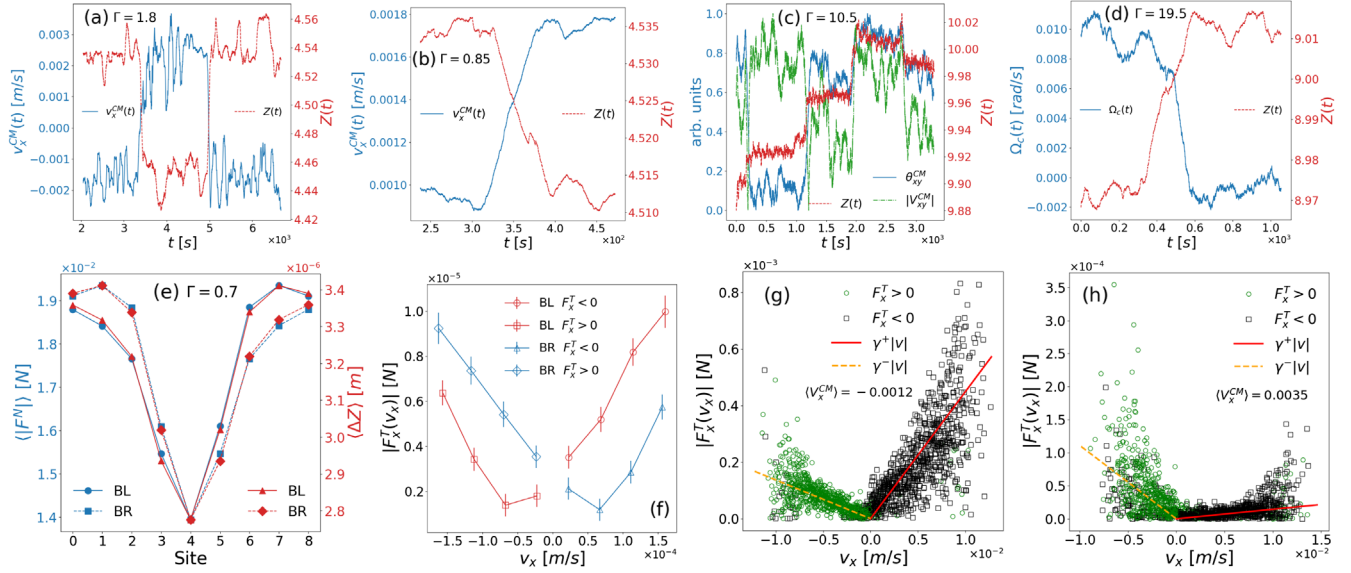 (a) Γ = 1.8
v_x^{CM}(t) [m/s]
0.003
0.002
0.001
0.000
−0.001
−0.002
v_x^{CM}(t)
Z(t)
2 3 4 5 6
×10³
t [s]
4.56
4.54
4.52
4.50
4.48
4.46
4.44
4.42
Z(t)
(b) Γ = 0.85
v_x^{CM}(t) [m/s]
0.0018
0.0016
0.0014
0.0012
0.0010
v_x^{CM}(t)
Z(t)
2.5 3.0 3.5 4.0 4.5
×10²
t [s]
4.535
4.530
4.525
4.520
4.515
4.510
Z(t)
(c) Γ = 10.5
arb. units
1.0
0.8
0.6
0.4
0.2
0.0
θ_{xy}^{CM}
Z(t)
|V_{xy}^{CM}|
0.0 0.5 1.0 1.5 2.0 2.5 3.0
×10³
t [s]
10.02
10.00
9.98
9.96
9.94
9.92
9.90
9.88
Z(t)
(d) Γ = 19.5
Ω_c(t) [rad/s]
0.010
0.008
0.006
0.004
0.002
0.000
−0.002
Ω_c(t)
Z(t)
0.0 0.2 0.4 0.6 0.8 1.0
×10³
t [s]
9.01
9.00
8.99
8.98
8.97
Z(t)
×10⁻²
×10⁻⁶
(e) Γ = 0.7
⟨|F^N|⟩ [N]
1.9
1.8
1.7
1.6
1.5
1.4
BL
BR
BL
BR
0 1 2 3 4 5 6 7 8
Site
3.4
3.3
3.2
3.1
3.0
2.9
2.8
⟨ΔZ⟩ [m]
×10⁻⁵
|F_x^T(v_x)| [N]
1.0
0.8
0.6
0.4
0.2
BL F_x^T < 0
BL F_x^T > 0
BR F_x^T < 0
BR F_x^T > 0
(f)
−1.5 −1.0 −0.5 0.0 0.5 1.0 1.5
×10⁻⁴
v_x [m/s]
×10⁻³
(g)
|F_x^T(v_x)| [N]
0.8
0.6
0.4
0.2
0.0
F_x^T > 0
F_x^T < 0
γ⁺|v|
γ⁻|v|
⟨V_x^{CM}⟩ = −0.0012
−1.0 −0.5 0.0 0.5 1.0
×10⁻²
v_x [m/s]
×10⁻⁴
(h)
|F_x^T(v_x)| [N]
4.0
3.5
3.0
2.5
2.0
1.5
1.0
0.5
0.0
F_x^T > 0
F_x^T < 0
γ⁺|v|
γ⁻|v|
⟨V_x^{CM}⟩ = 0.0035
−1.0 −0.5 0.0 0.5 1.0 1.5
×10⁻²
v_x [m/s]